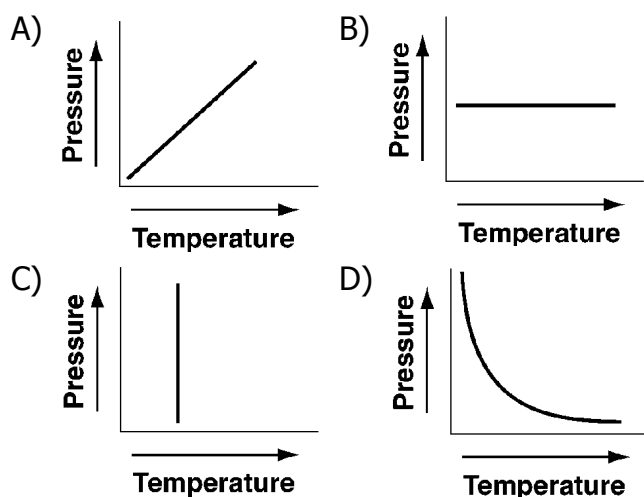 A)
Pressure
Temperature
B)
Pressure
Temperature
C)
Pressure
Temperature
D)
Pressure
Temperature